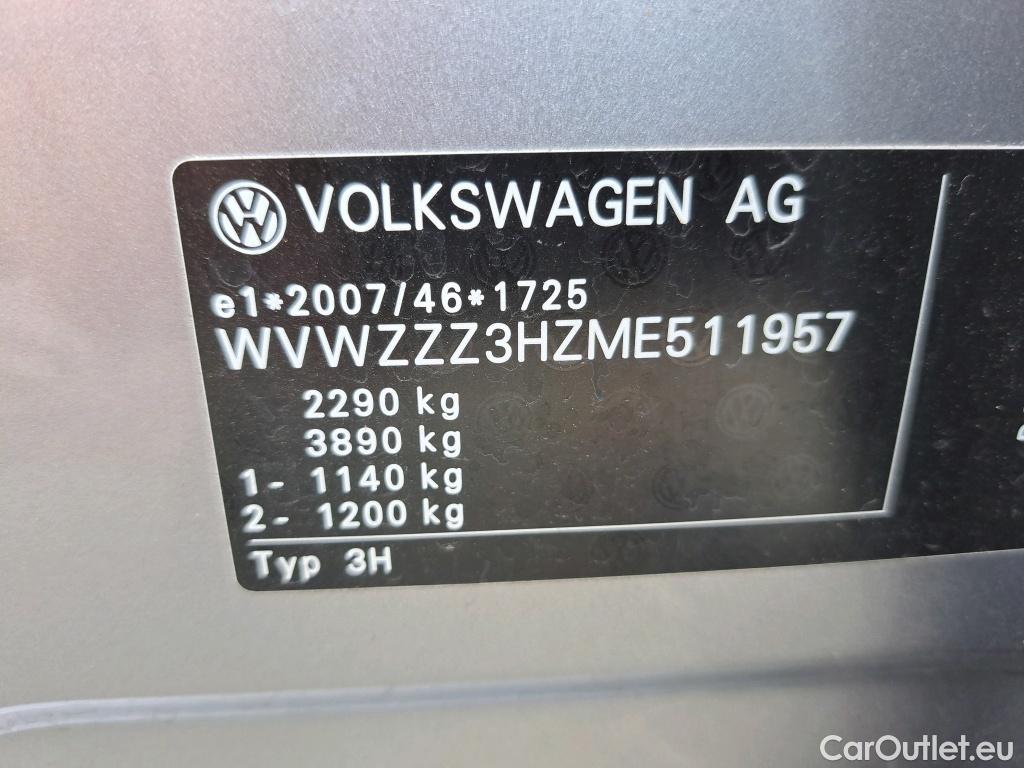 VOLKSWAGEN AG
e1*2007/46*1725
WVWZZZ3HZME511957
2290 kg
3890 kg
1- 1140 kg
2- 1200 kg
Typ 3H
CarOutlet.eu